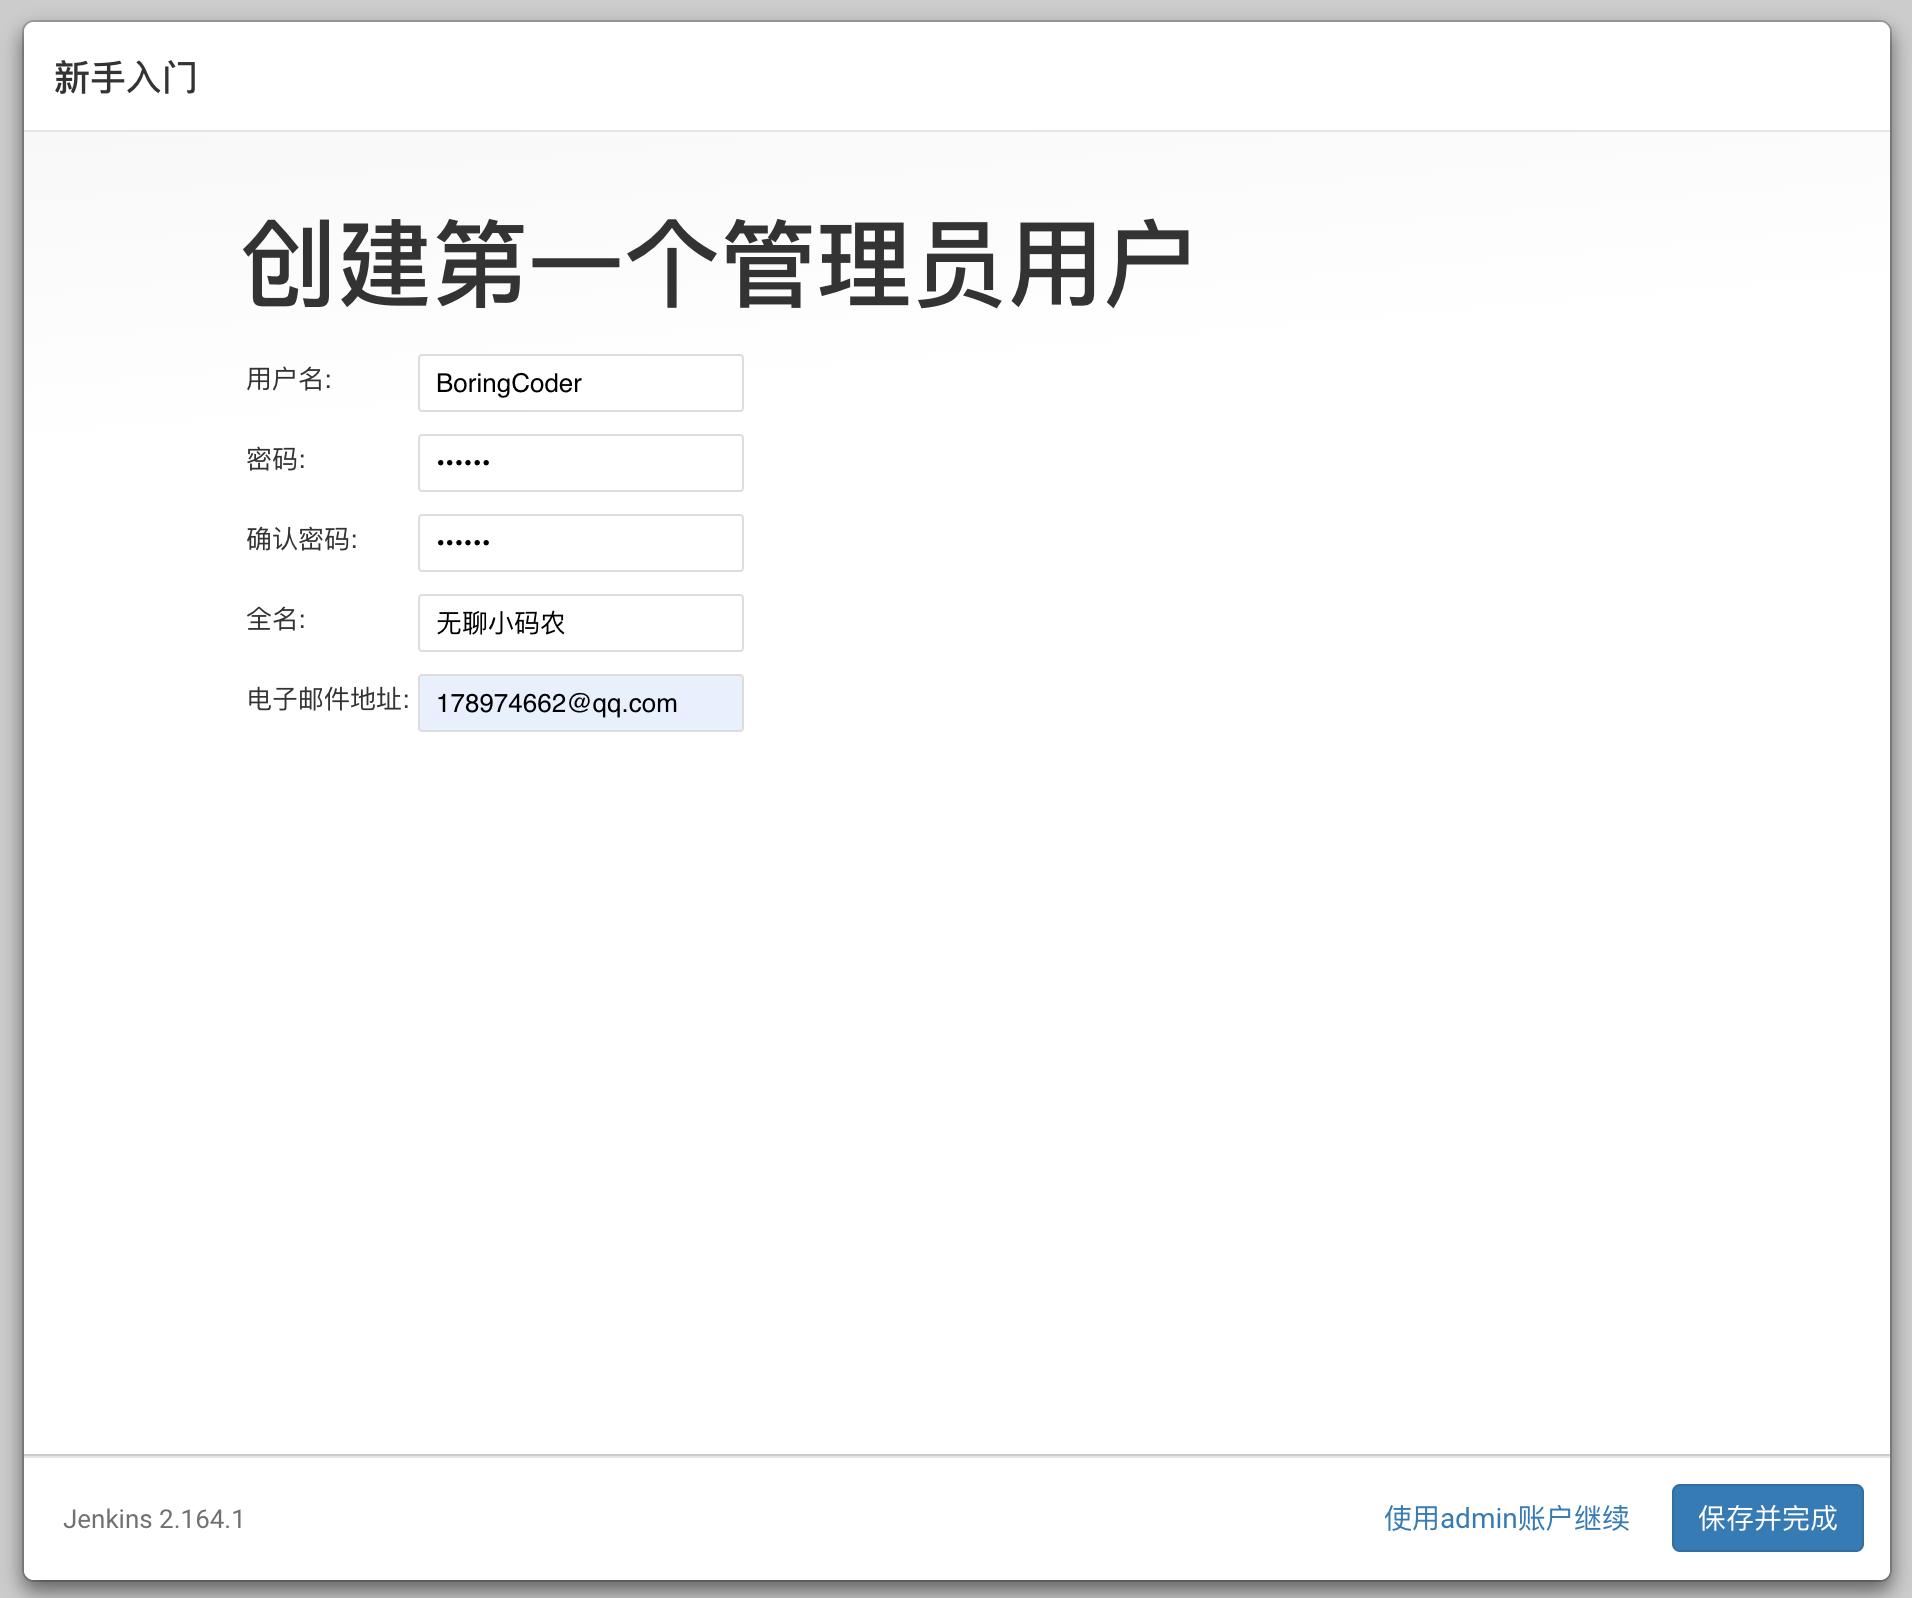 新手入门
创建第一个管理员用户
用户名: BoringCoder
密码: ••••••
确认密码: ••••••
全名: 无聊小码农
电子邮件地址: 178974662@qq.com
Jenkins 2.164.1 使用admin账户继续 保存并完成